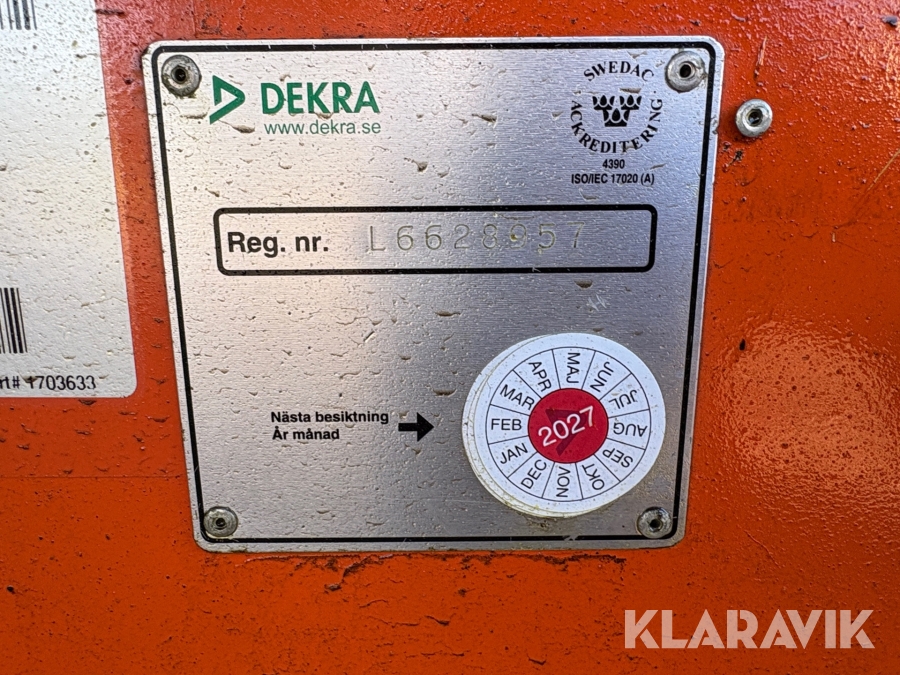 DEKRA
www.dekra.se
SWEDAC
ACKREDITERING
4390
ISO/IEC 17020 (A)
Reg. nr. L6628957
Nästa besiktning
År månad
JAN
FEB
MAR
APR
MAJ
JUN
JUL
AUG
SEP
OKT
NOV
DEC
2027
rt# 1703633
KLARAVIK